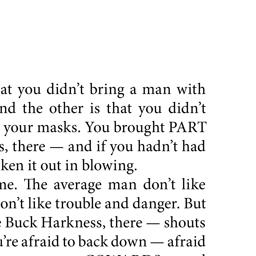 at you didn't bring a man with
nd the other is that you didn't
your masks. You brought PART
s, there — and if you hadn't had
ken it out in blowing.
me. The average man don't like
on't like trouble and danger. But
Buck Harkness, there — shouts
u're afraid to back down — afraid